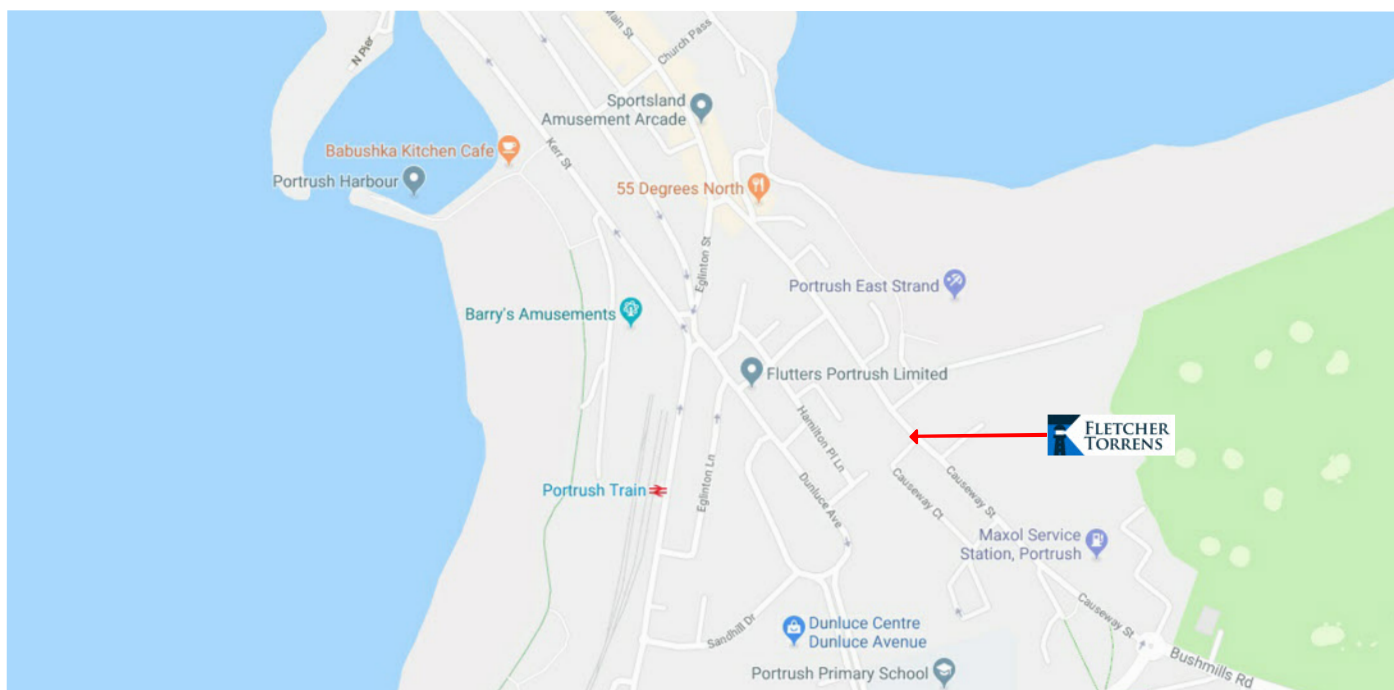 Main St
N Pier
Church Pass
Sportsland
Amusement Arcade
Babushka Kitchen Cafe
Kerr St
Portrush Harbour
55 Degrees North
Eglinton St
Portrush East Strand
Barry's Amusements
Flutters Portrush Limited
Hamilton Pl Ln
FLETCHER
TORRENS
Eglinton Ln
Portrush Train
Dunluce Ave
Causeway Ct
Causeway St
Maxol Service
Station, Portrush
Causeway St
Sandhill Dr
Dunluce Centre
Dunluce Avenue
Bushmills Rd
Portrush Primary School